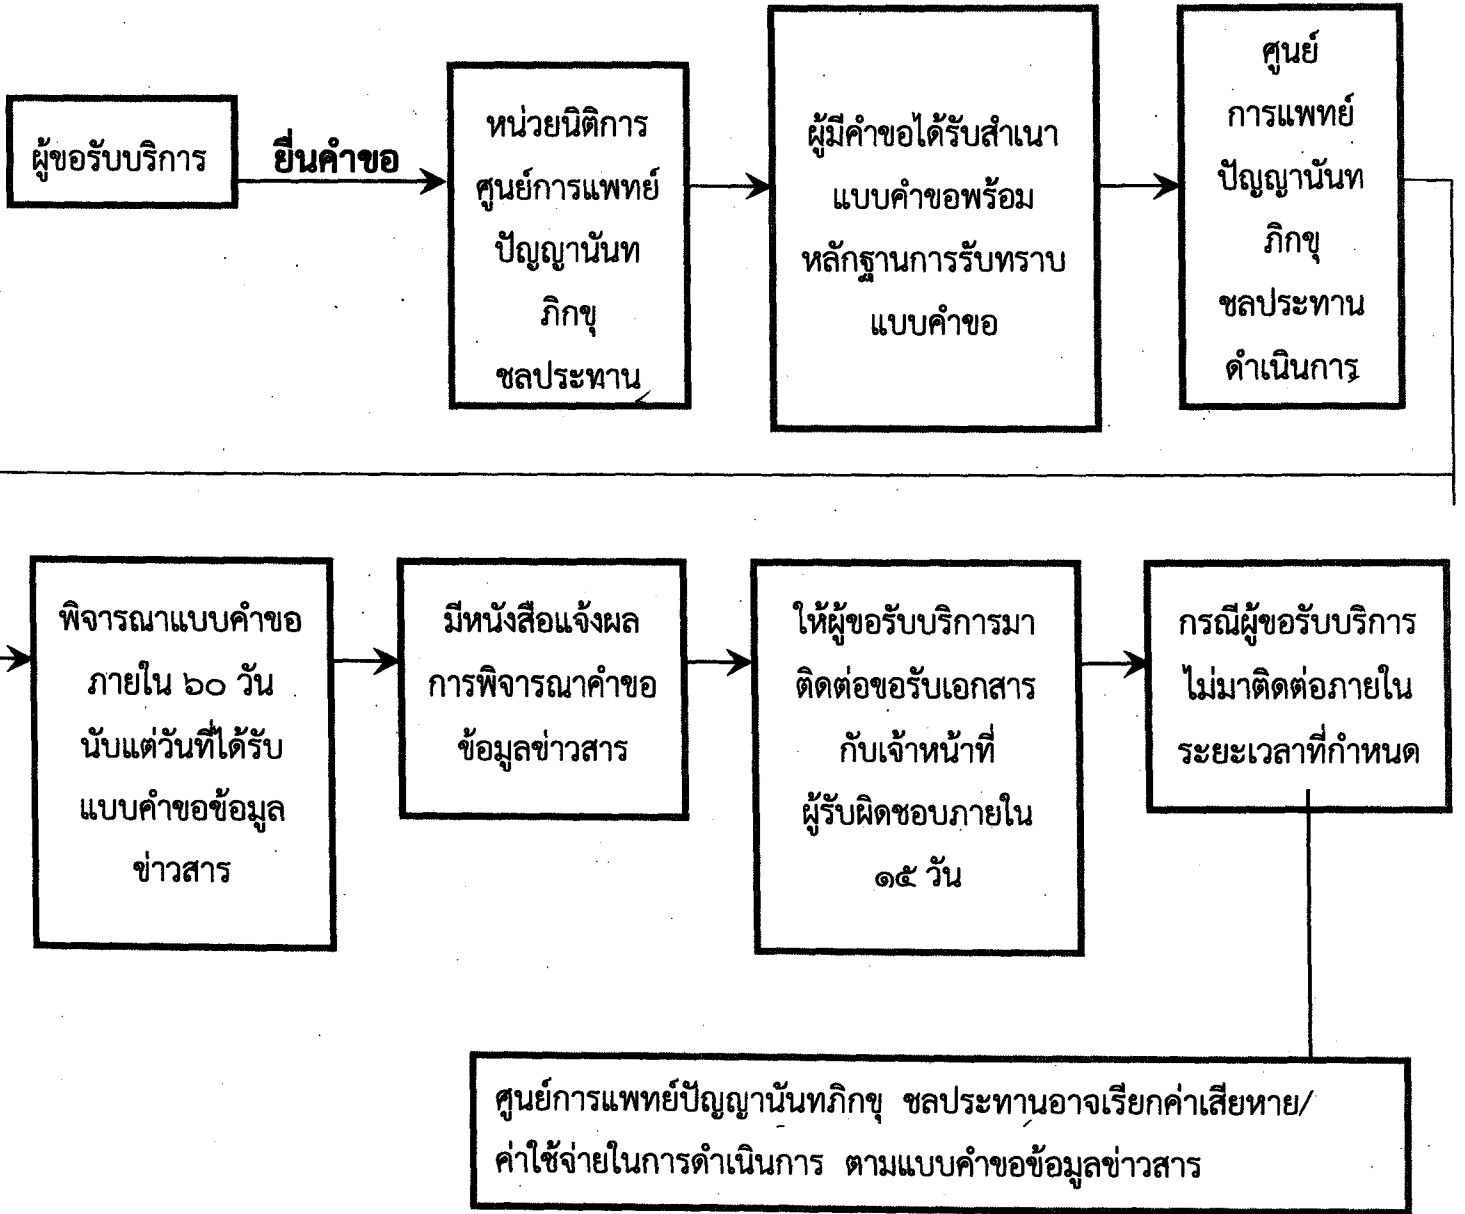 ผู้ขอรับบริการ
ยื่นคำขอ
หน่วยนิติการ
ศูนย์การแพทย์
ปัญญานันท
ภิกขุ
ชลประทาน
ผู้มีคำขอได้รับสำเนา
แบบคำขอพร้อม
หลักฐานการรับทราบ
แบบคำขอ
ศูนย์
การแพทย์
ปัญญานันท
ภิกขุ
ชลประทาน
ดำเนินการ
พิจารณาแบบคำขอ
ภายใน ๖๐ วัน
นับแต่วันที่ได้รับ
แบบคำขอข้อมูล
ข่าวสาร
มีหนังสือแจ้งผล
การพิจารณาคำขอ
ข้อมูลข่าวสาร
ให้ผู้ขอรับบริการมา
ติดต่อขอรับเอกสาร
กับเจ้าหน้าที่
ผู้รับผิดชอบภายใน
๑๕ วัน
กรณีผู้ขอรับบริการ
ไม่มาติดต่อภายใน
ระยะเวลาที่กำหนด
ศูนย์การแพทย์ปัญญานันทภิกขุ ชลประทานอาจเรียกค่าเสียหาย/
ค่าใช้จ่ายในการดำเนินการ ตามแบบคำขอข้อมูลข่าวสาร